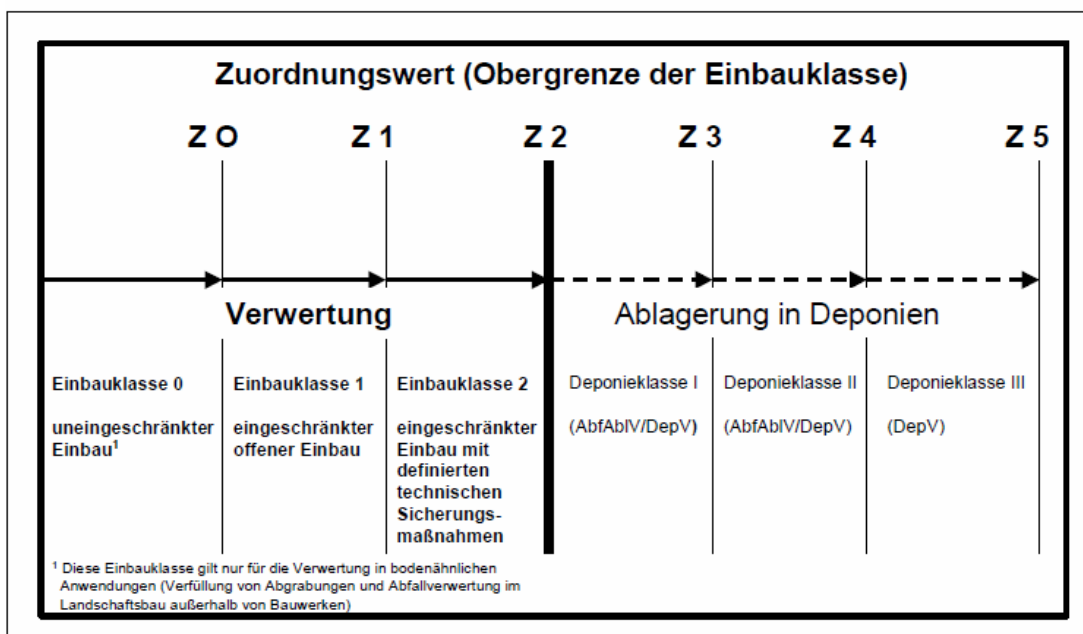 Zuordnungswert (Obergrenze der Einbauklasse)
Z O Z 1 Z 2 Z 3 Z 4 Z 5
Verwertung
Ablagerung in Deponien
Einbauklasse 0
uneingeschränkter
Einbau¹
Einbauklasse 1
eingeschränkter
offener Einbau
Einbauklasse 2
eingeschränkter
Einbau mit
definierten
technischen
Sicherungs-
maßnahmen
Deponieklasse I
(AbfAblV/DepV)
Deponieklasse II
(AbfAblV/DepV)
Deponieklasse III
(DepV)
¹ Diese Einbauklasse gilt nur für die Verwertung in bodenähnlichen
Anwendungen (Verfüllung von Abgrabungen und Abfallverwertung im
Landschaftsbau außerhalb von Bauwerken)